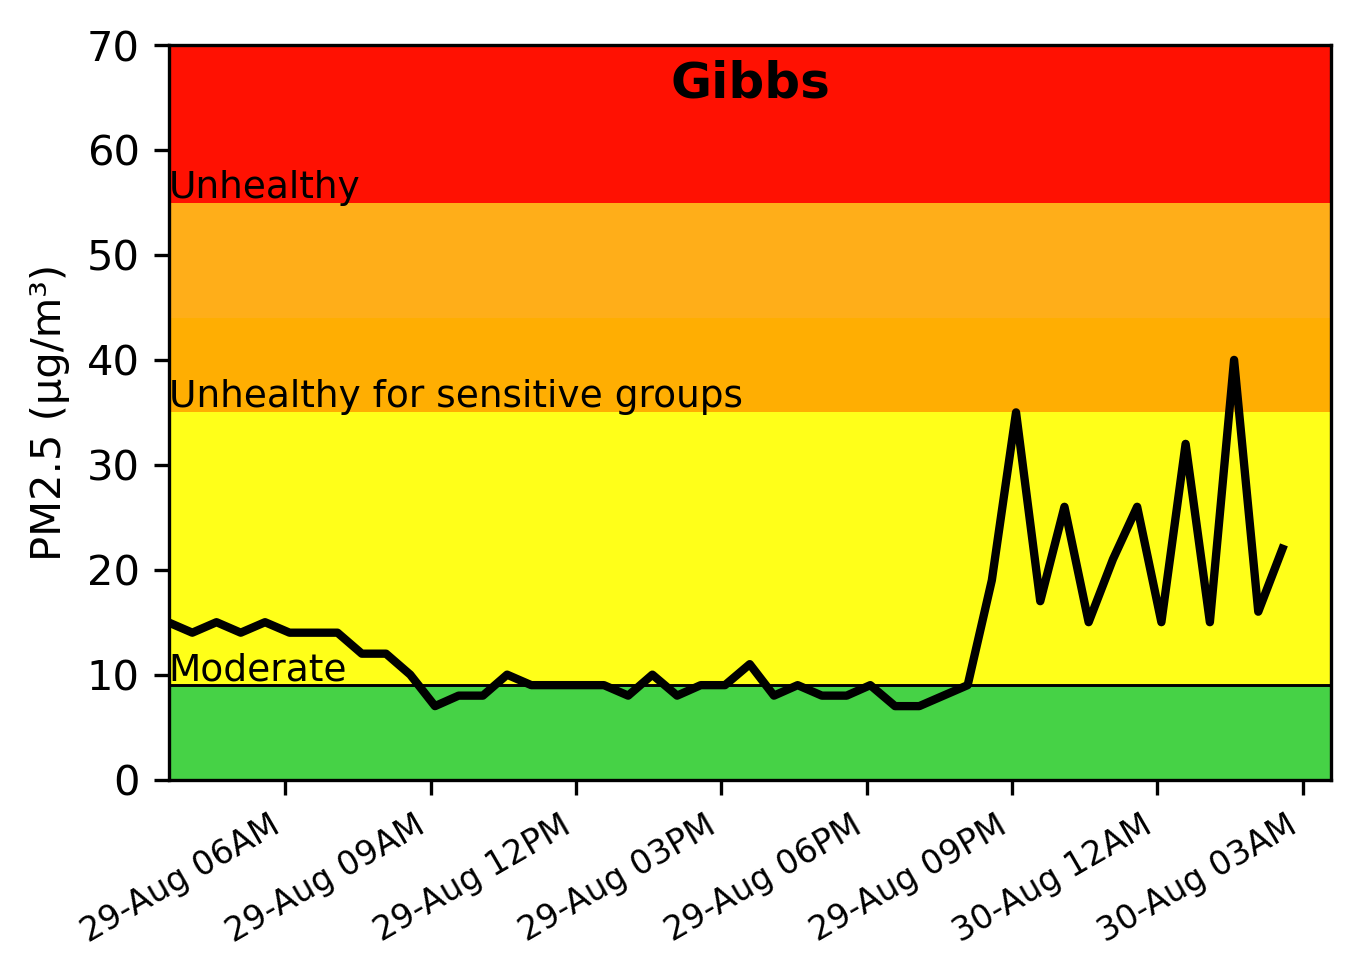 Gibbs
PM2.5 (µg/m³)
70
60
50
40
30
20
10
0
Unhealthy
Unhealthy for sensitive groups
Moderate
29-Aug 06AM
29-Aug 09AM
29-Aug 12PM
29-Aug 03PM
29-Aug 06PM
29-Aug 09PM
30-Aug 12AM
30-Aug 03AM